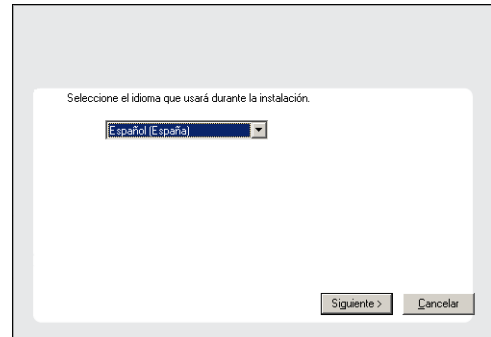 Seleccione el idioma que usará durante la instalación.
Español (España)
Siguiente > Cancelar